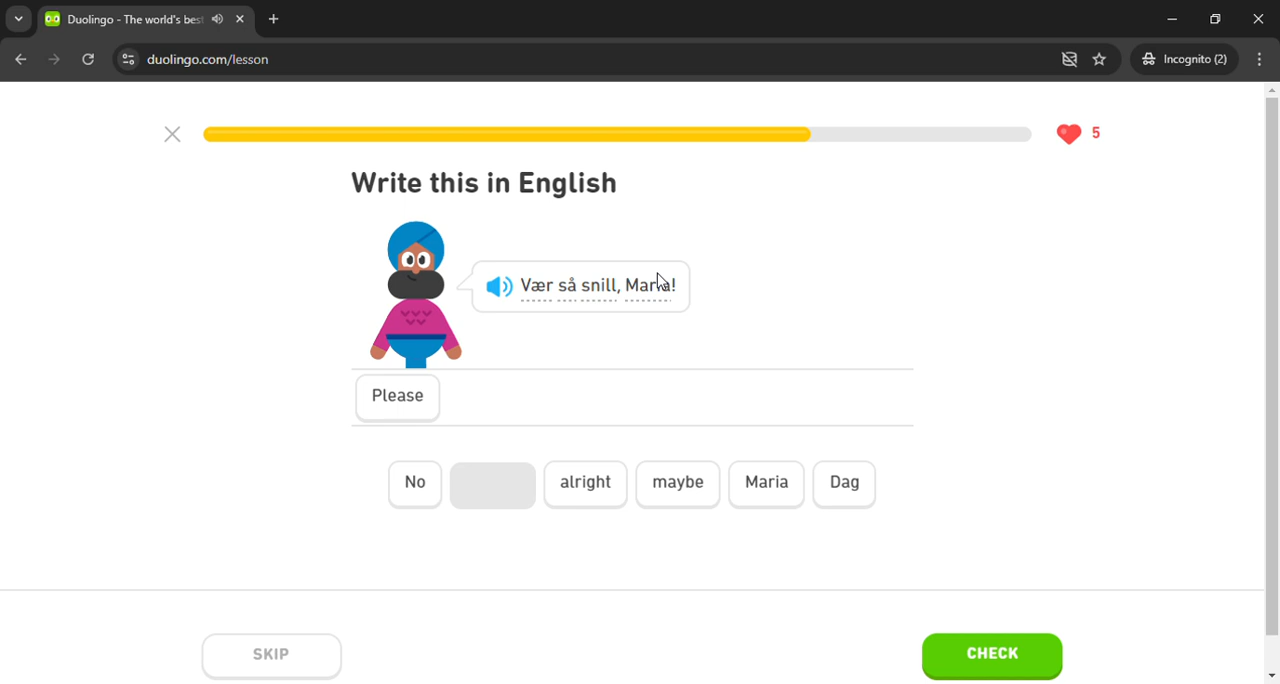 Duolingo - The world's bes
duolingo.com/lesson
Incognito (2)
5
Write this in English
Vær så snill, Maria!
Please
No alright maybe Maria Dag
SKIP CHECK